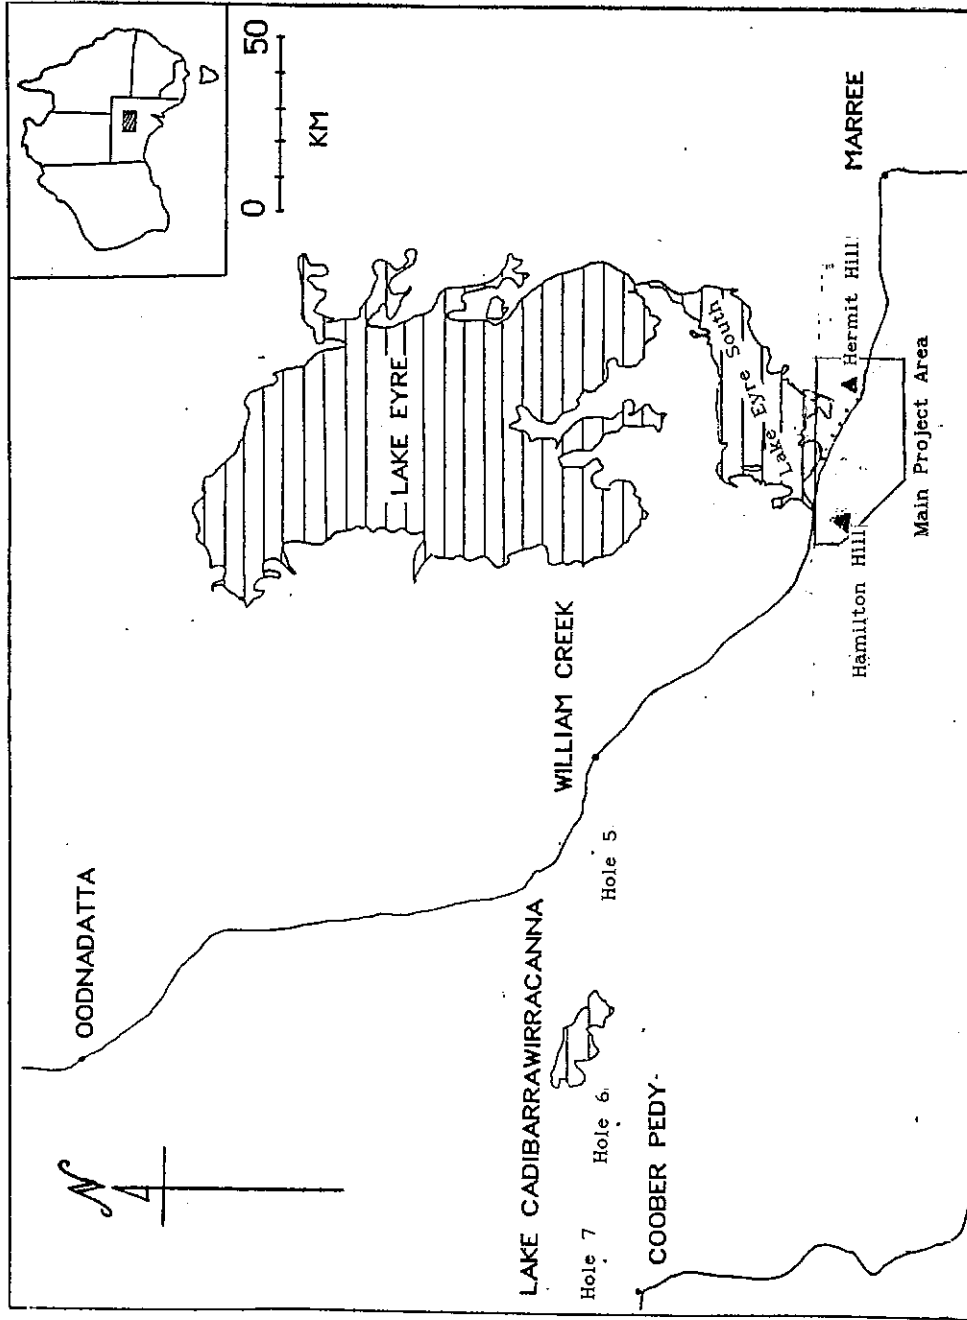 N
OODNADATTA
0 50
KM
LAKE EYRE
LAKE CADIBARRAWIRRACANNA
WILLIAM CREEK
Hole 7
Hole 6
Hole 5
COOBER PEDY
Lake Eyre South
Hamilton Hill
Hermit Hill
MARREE
Main Project Area